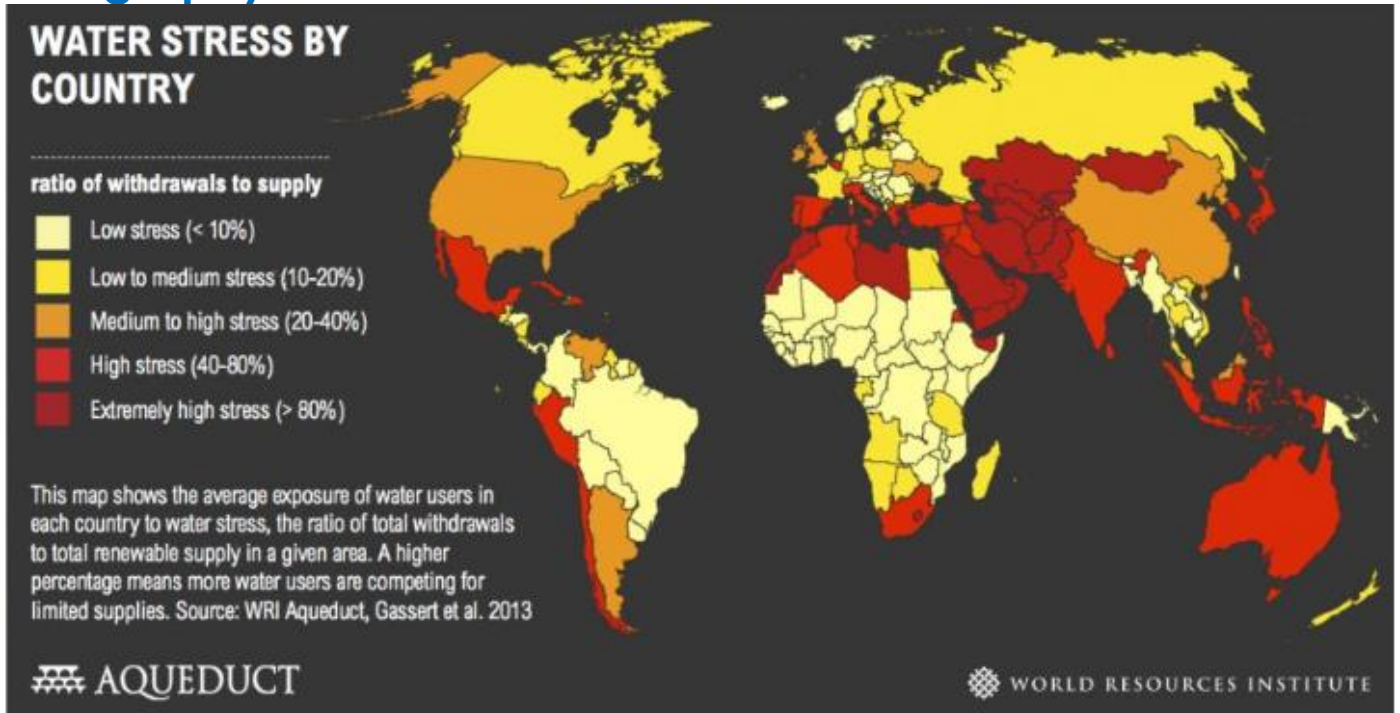 WATER STRESS BY
COUNTRY
ratio of withdrawals to supply
Low stress (< 10%)
Low to medium stress (10-20%)
Medium to high stress (20-40%)
High stress (40-80%)
Extremely high stress (> 80%)
This map shows the average exposure of water users in
each country to water stress, the ratio of total withdrawals
to total renewable supply in a given area. A higher
percentage means more water users are competing for
limited supplies. Source: WRI Aqueduct, Gassert et al. 2013
AQUEDUCT
WORLD RESOURCES INSTITUTE